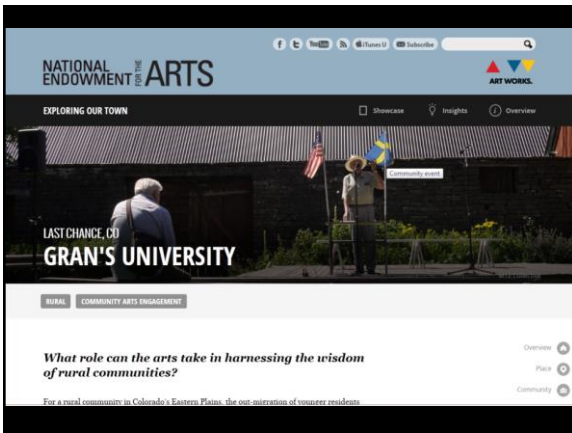 f t You Tube iTunes U Subscribe
NATIONAL ENDOWMENT FOR THE ARTS
ART WORKS.
EXPLORING OUR TOWN
Showcase Insights Overview
Community event
LAST CHANCE, CO
GRAN'S UNIVERSITY
RURAL COMMUNITY ARTS ENGAGEMENT
Overview
What role can the arts take in harnessing the wisdom
of rural communities?
Place
Community
For a rural community in Colorado's Eastern Plains, the out-migration of younger residents